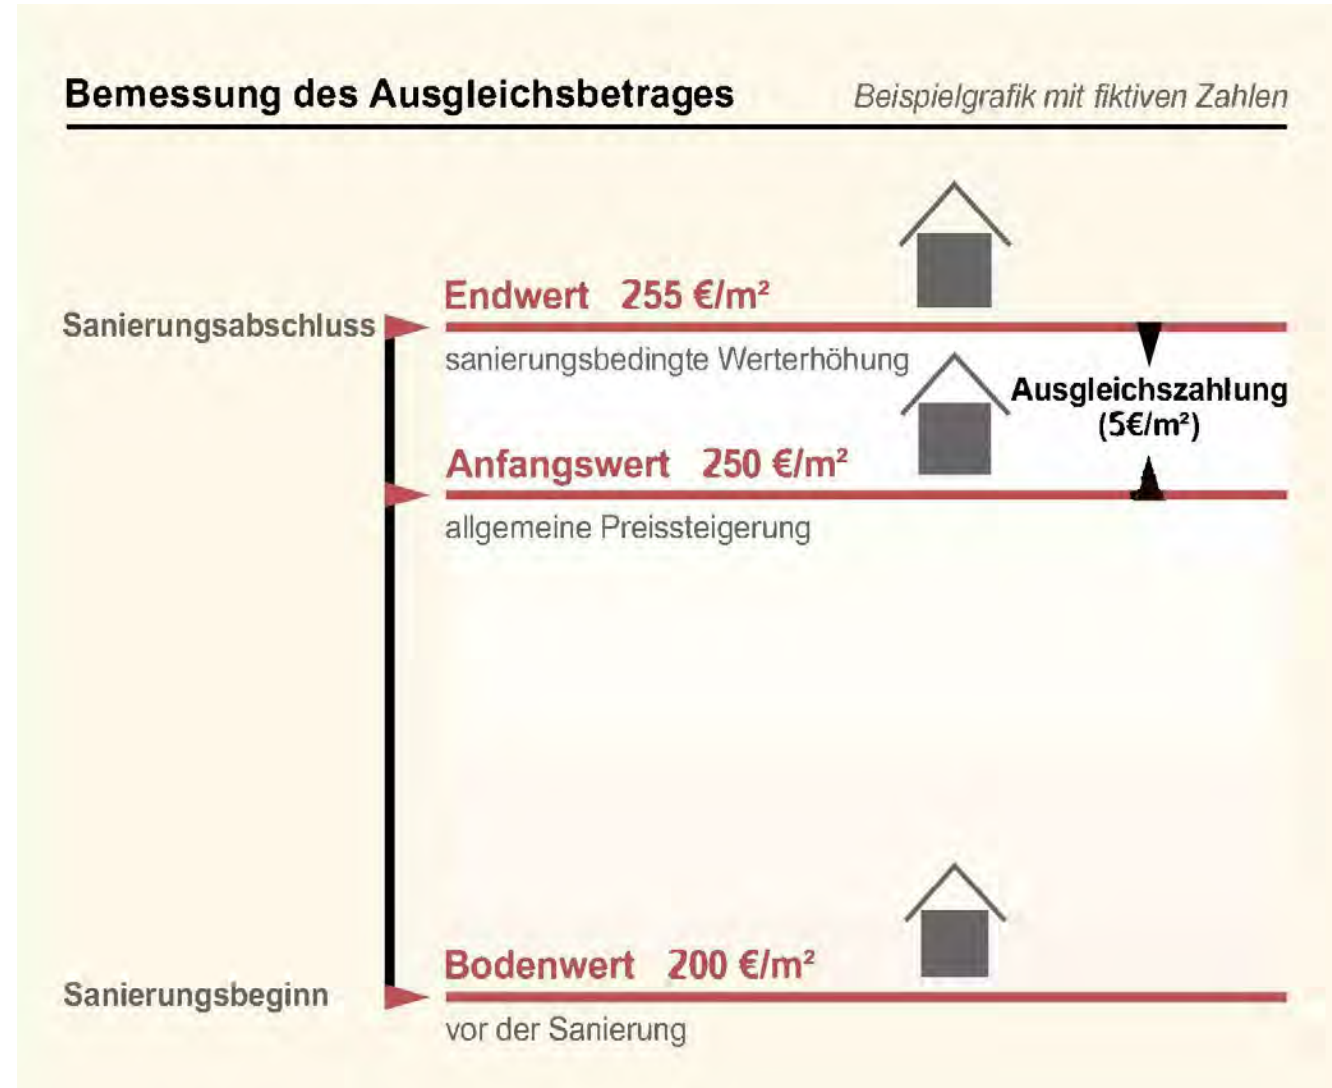 Bemessung des Ausgleichsbetrages
Beispielgrafik mit fiktiven Zahlen
Endwert 255 €/m²
Sanierungsabschluss
sanierungsbedingte Werterhöhung
Ausgleichszahlung
(5€/m²)
Anfangswert 250 €/m²
allgemeine Preissteigerung
Bodenwert 200 €/m²
Sanierungsbeginn
vor der Sanierung